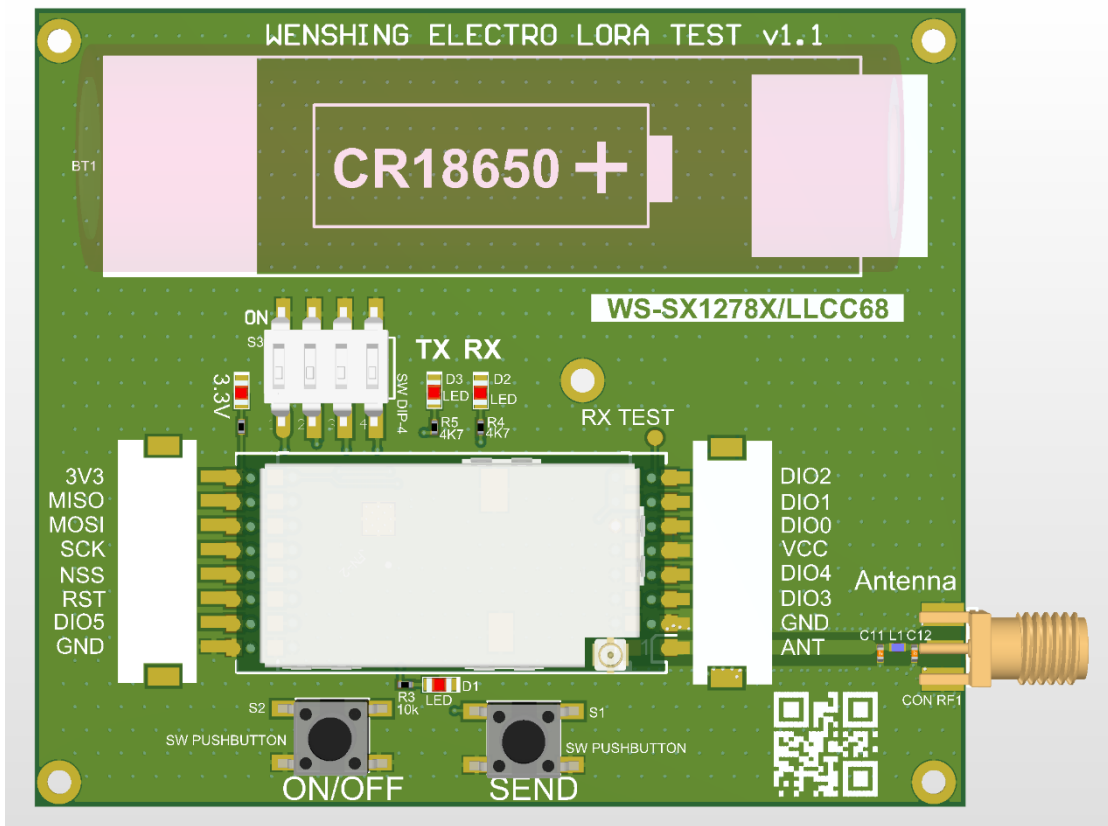 WENSHING ELECTRO LORA TEST v1.1
BT1
CR18650 +
WS-SX1278X/LLCC68
ON
S3
TX RX
3.3V
SW DIP-4
D3
LED
D2
LED
R5
4K7
R4
4K7
2
3
4
RX TEST
3V3
MISO
MOSI
SCK
NSS
RST
DIO5
GND
DIO2
DIO1
DIO0
VCC
DIO4
DIO3
GND
ANT
Antenna
C11 L1 C12
CON RF1
R3
10k
LED
D1
S2
SW PUSHBUTTON
ON/OFF
S1
SW PUSHBUTTON
SEND